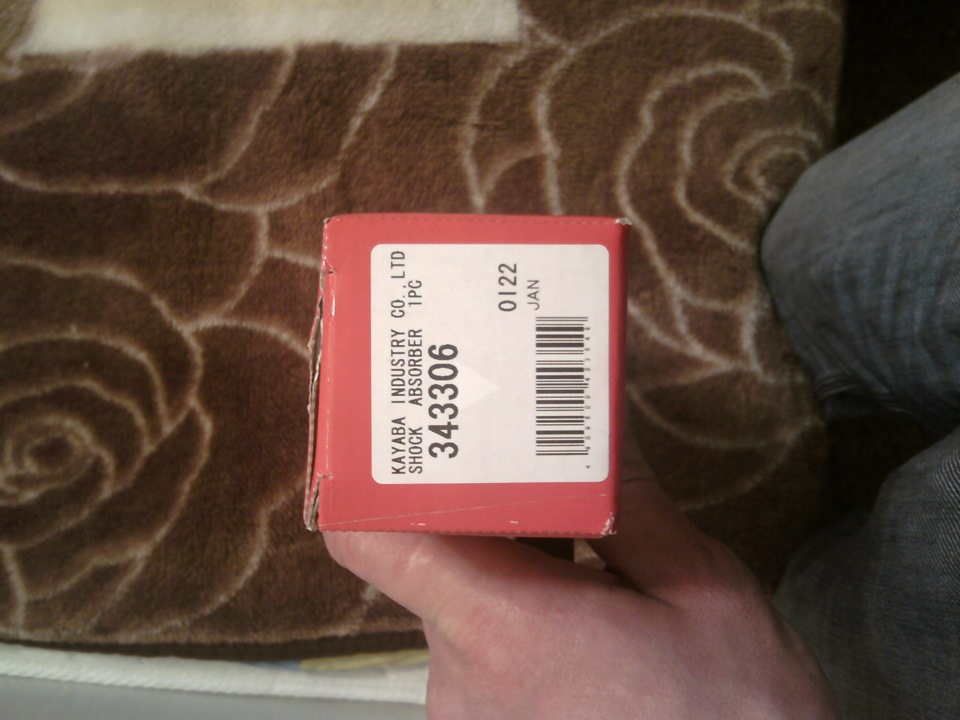 KAYABA INDUSTRY CO.,LTD
SHOCK ABSORBER 1PC
343306
0122
JAN